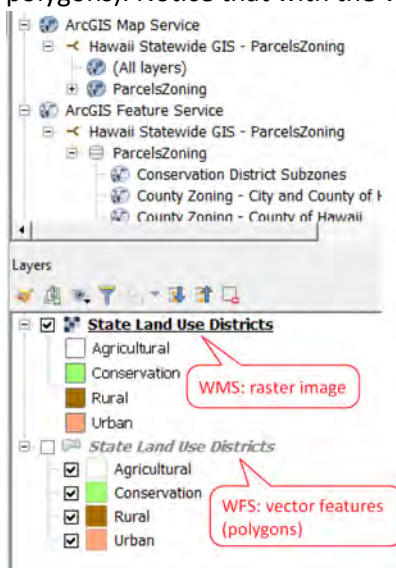 polygons). Notice that with the
ArcGIS Map Service
Hawaii Statewide GIS - ParcelsZoning
(All layers)
ParcelsZoning
ArcGIS Feature Service
Hawaii Statewide GIS - ParcelsZoning
ParcelsZoning
Conservation District Subzones
County Zoning - City and County of H
County Zoning - County of Hawaii
Layers
State Land Use Districts
Agricultural
Conservation
Rural
Urban
WMS: raster image
State Land Use Districts
Agricultural
Conservation
Rural
Urban
WFS: vector features
(polygons)